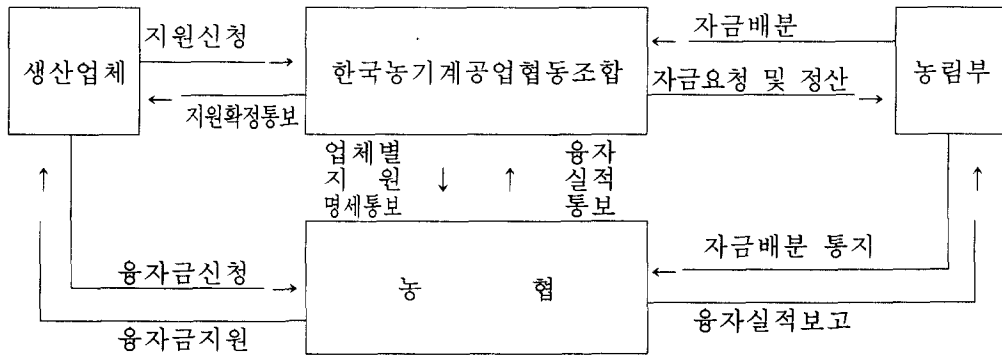 지원신청
자금배분
생산업체
한국농기계공업협동조합
농림부
지원확정통보
자금요청 및 정산
업체별
지 원
명세통보
융자
실적
통보
자금배분 통지
융자금신청
농 협
융자금지원
융자실적보고